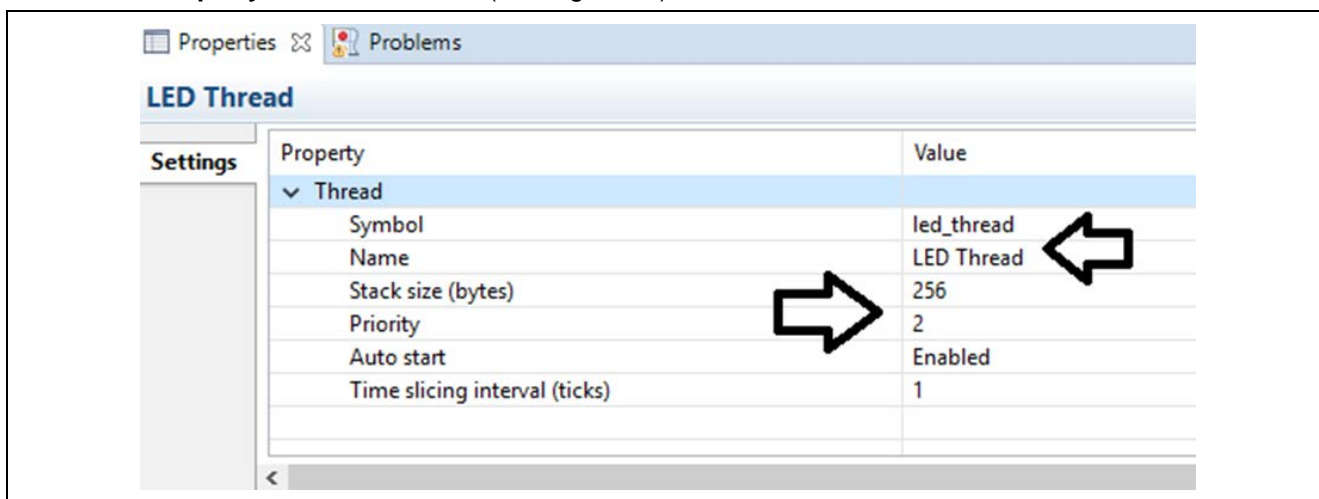 Properties Problems
LED Thread
Settings
Property Value
Thread
Symbol led_thread
Name LED Thread
Stack size (bytes) 256
Priority 2
Auto start Enabled
Time slicing interval (ticks) 1